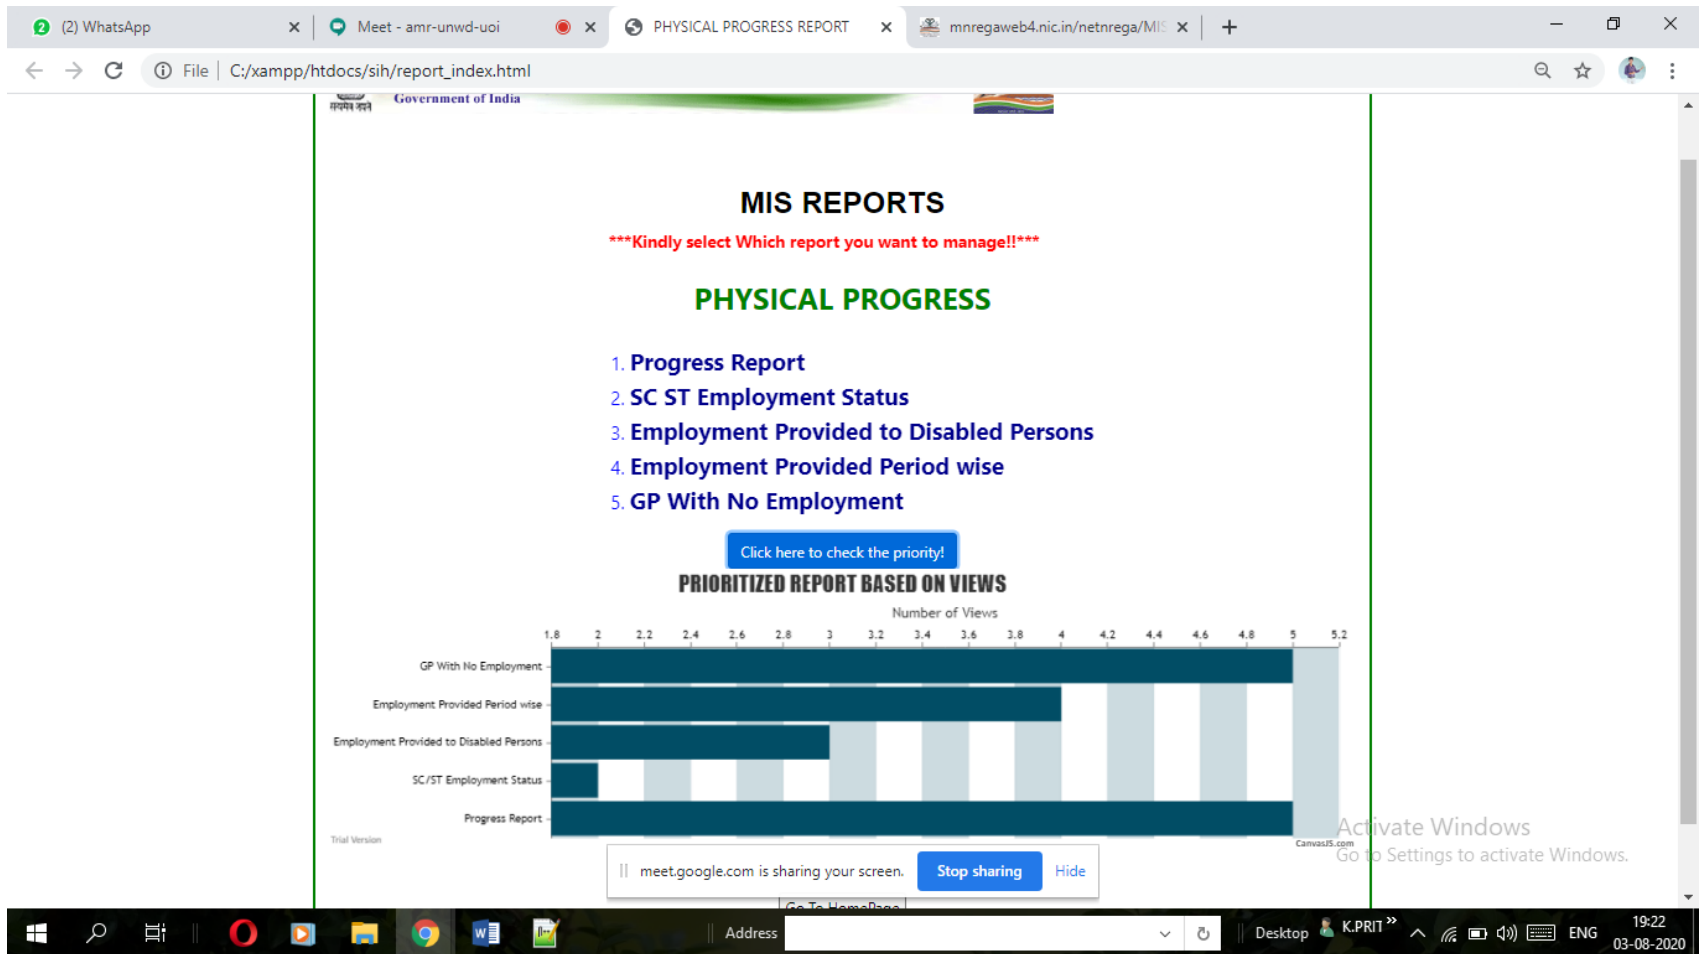 (2) WhatsApp
Meet - amr-unwd-uoi
PHYSICAL PROGRESS REPORT
mnregaweb4.nic.in/netnrega/MIS
File C:/xampp/htdocs/sih/report_index.html
सत्यमेव जयते
Government of India
MIS REPORTS
***Kindly select Which report you want to manage!!***
PHYSICAL PROGRESS
1. Progress Report
2. SC ST Employment Status
3. Employment Provided to Disabled Persons
4. Employment Provided Period wise
5. GP With No Employment
Click here to check the priority!
PRIORITIZED REPORT BASED ON VIEWS
Number of Views
1.8 2 2.2 2.4 2.6 2.8 3 3.2 3.4 3.6 3.8 4 4.2 4.4 4.6 4.8 5 5.2
GP With No Employment
Employment Provided Period wise
Employment Provided to Disabled Persons
SC/ST Employment Status
Progress Report
Trial Version
CanvasJS.com
Activate Windows
Go to Settings to activate Windows.
meet.google.com is sharing your screen. Stop sharing Hide
Go To HomePage
Address
Desktop K.PRIT
ENG
19:22
03-08-2020